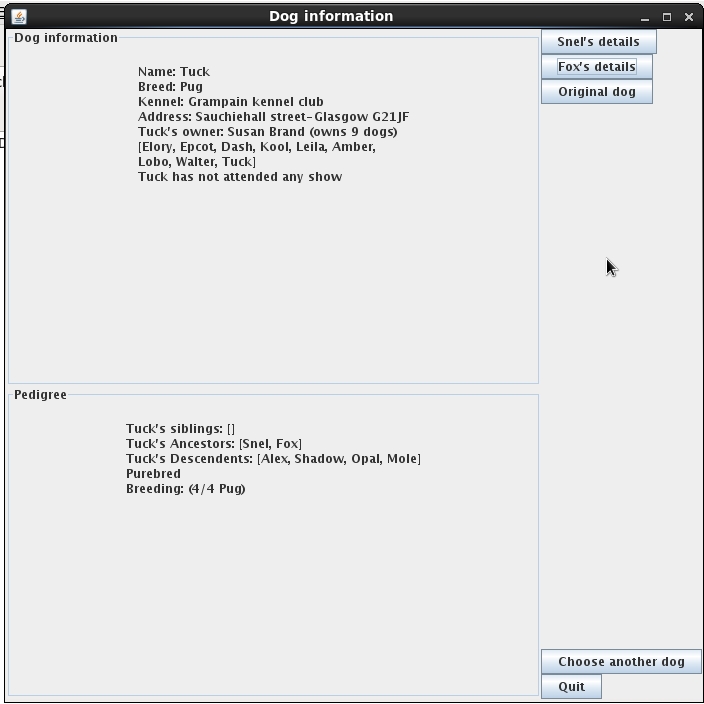 Dog information
Dog information
Name: Tuck
Breed: Pug
Kennel: Grampain kennel club
Address: Sauchiehall street-Glasgow G21JF
Tuck's owner: Susan Brand (owns 9 dogs)
[Elory, Epcot, Dash, Kool, Leila, Amber,
Lobo, Walter, Tuck]
Tuck has not attended any show
Snel's details
Fox's details
Original dog
Pedigree
Tuck's siblings: []
Tuck's Ancestors: [Snel, Fox]
Tuck's Descendents: [Alex, Shadow, Opal, Mole]
Purebred
Breeding: (4/4 Pug)
Choose another dog
Quit